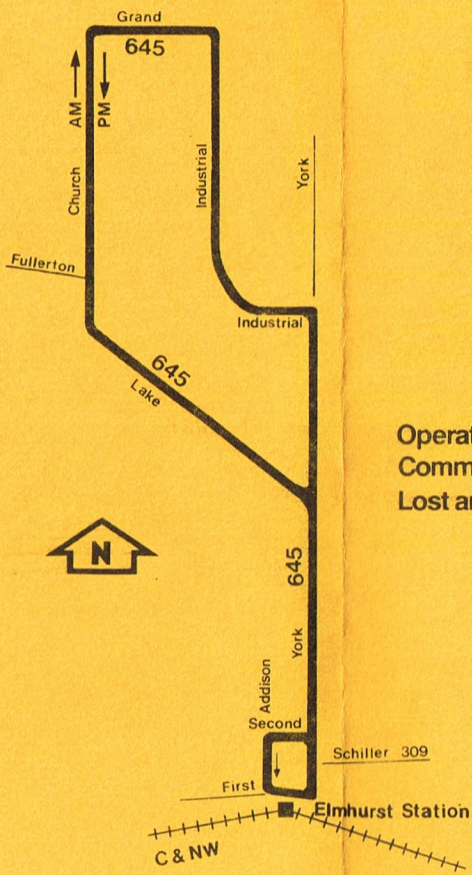 Grand
645
AM
PM
Church
Industrial
York
Fullerton
Industrial
645
Lake
Operat
Comm
Lost ar
N
645
York
Addison
Second
Schiller 309
First
Elmhurst Station
C & NW